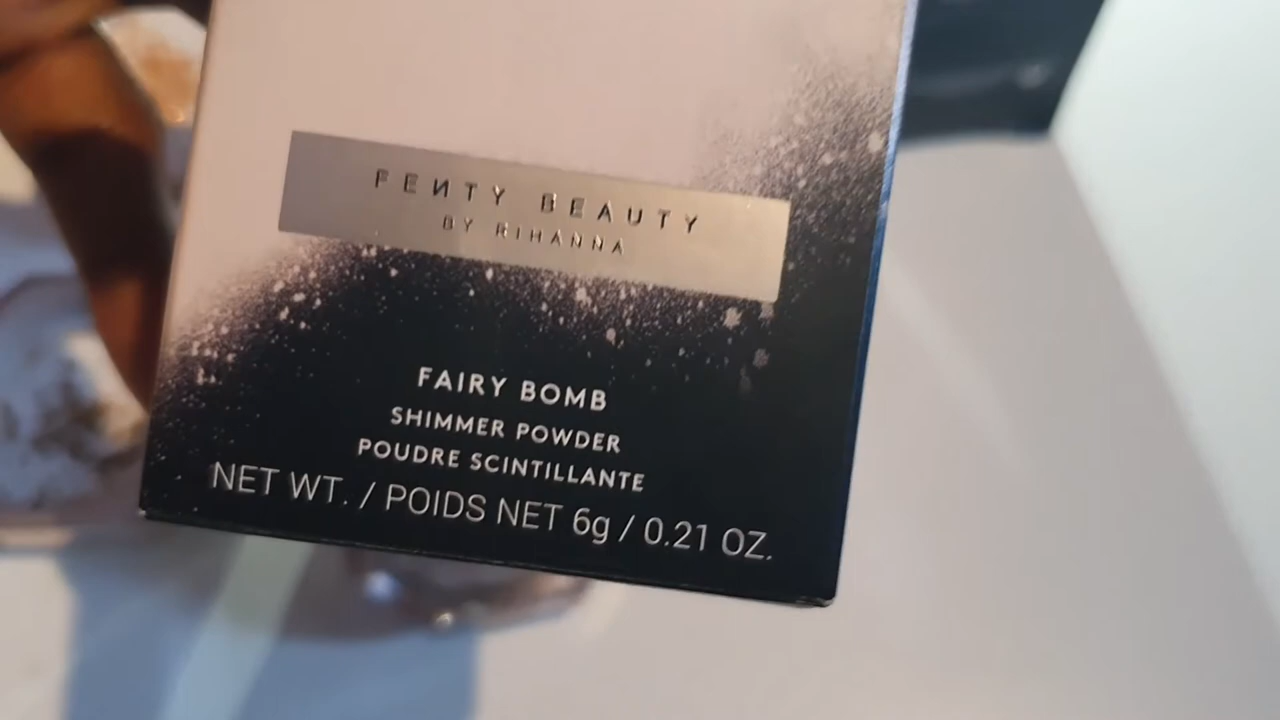 FENTY BEAUTY
BY RIHANNA
FAIRY BOMB
SHIMMER POWDER
POUDRE SCINTILLANTE
NET WT. / POIDS NET 6g / 0.21 OZ.